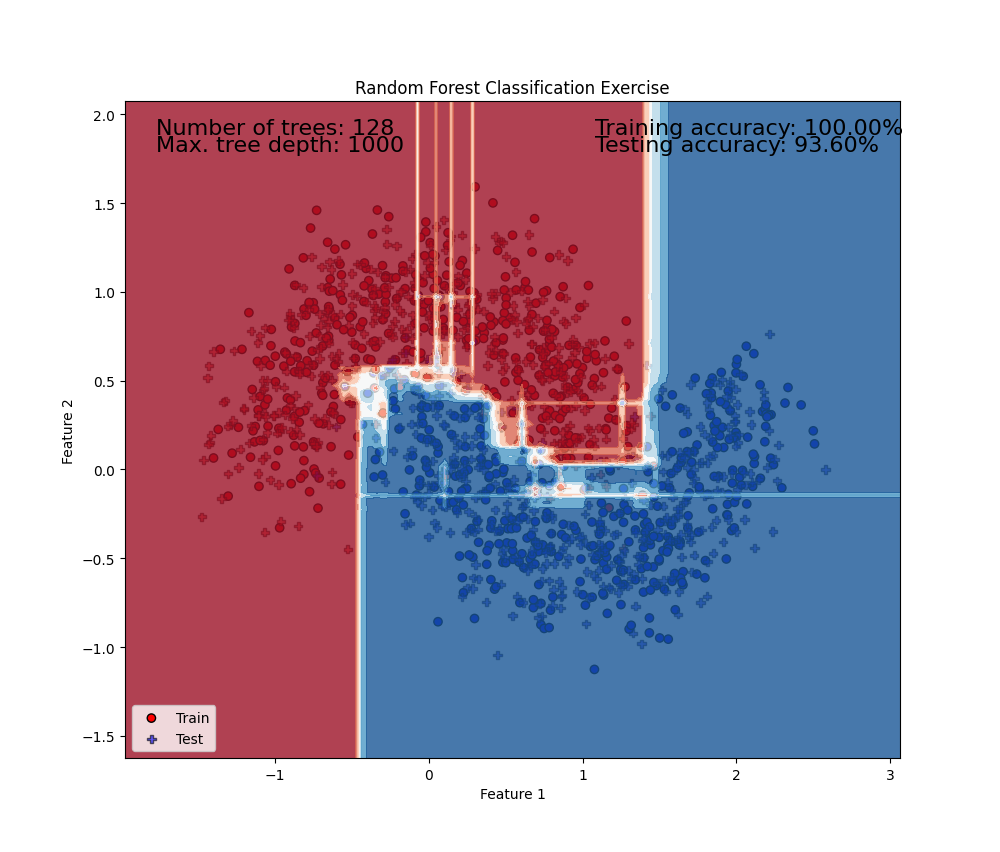 Random Forest Classification Exercise
Number of trees: 128
Max. tree depth: 1000
Training accuracy: 100.00%
Testing accuracy: 93.60%
2.0
1.5
1.0
0.5
0.0
−0.5
−1.0
−1.5
Feature 2
Train
Test
−1
0
1
2
3
Feature 1